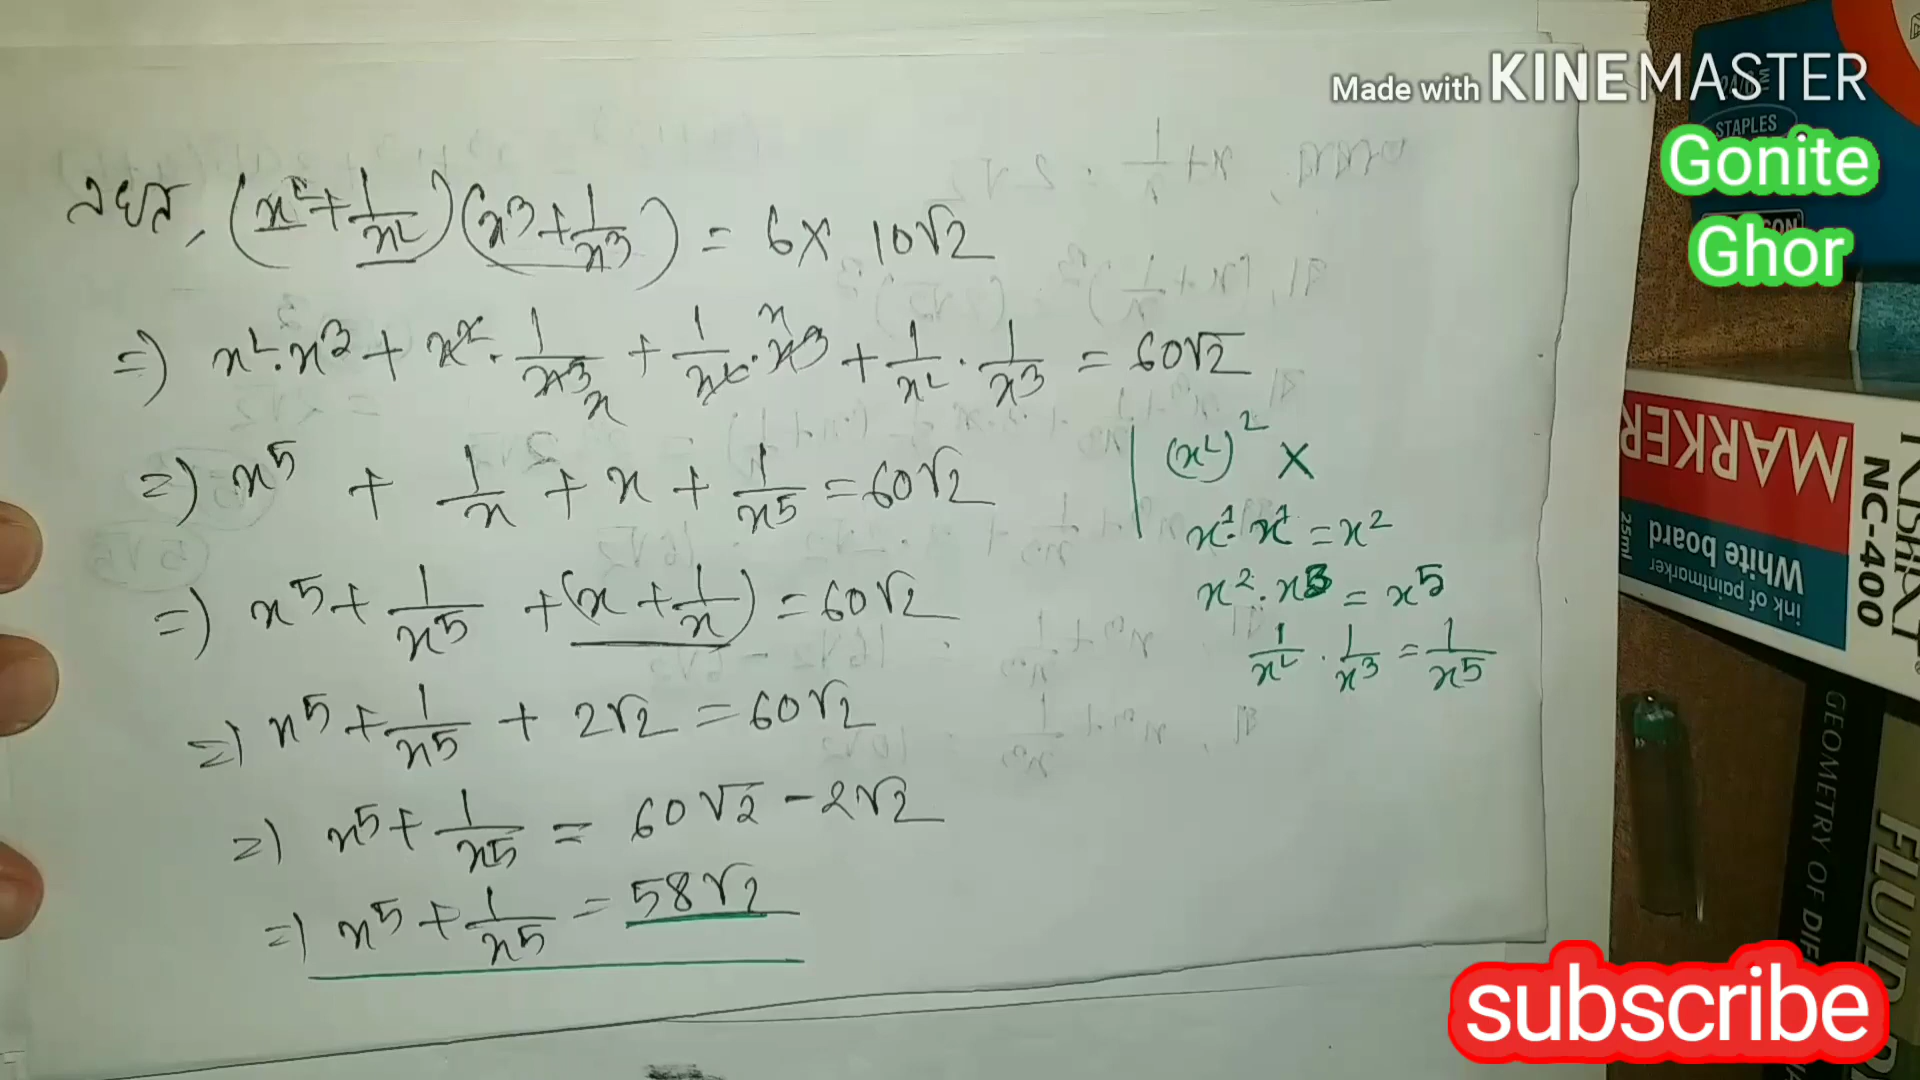 Made with KINEMASTER
Gonite
Ghor
STAPLES
এখন, (x²+1/x²)(x³+1/x³) = 6 × 10√2
⇒) x².x³ + x².1/x³ + 1/x².x³ + 1/x².1/x³ = 60√2
x x
⇒) x⁵ + 1/x + x + 1/x⁵ = 60√2
⇒) x⁵ + 1/x⁵ + (x + 1/x) = 60√2
⇒) x⁵ + 1/x⁵ + 2√2 = 60√2
⇒) x⁵ + 1/x⁵ = 60√2 - 2√2
⇒) x⁵ + 1/x⁵ = 58√2
(x²)² ×
x¹.x¹ = x²
x².x³ = x⁵
1/x² . 1/x³ = 1/x⁵
MARKER
White board
ink of paintmarker
25ml
NC-400
GEOMETRY OF DIF
FLUID
subscribe